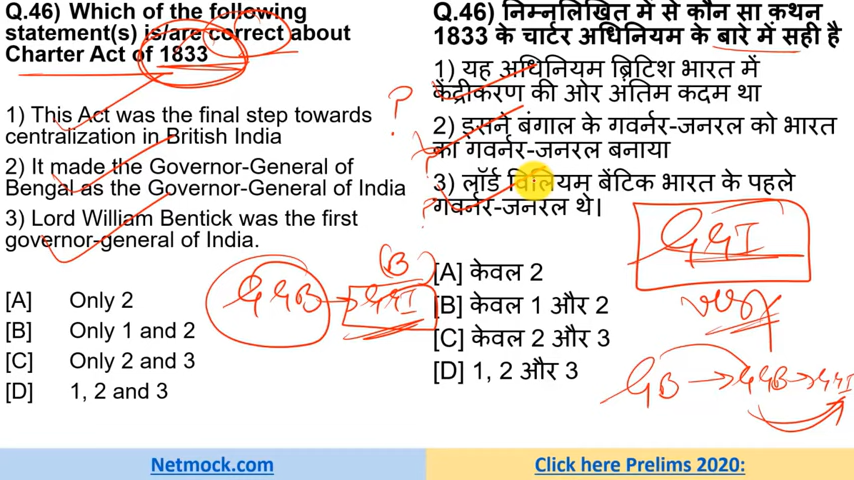 Q.46) Which of the following
statement(s) is/are correct about
Charter Act of 1833
1) This Act was the final step towards
centralization in British India
2) It made the Governor-General of
Bengal as the Governor-General of India
3) Lord William Bentick was the first
governor-general of India.
[A] Only 2
[B] Only 1 and 2
[C] Only 2 and 3
[D] 1, 2 and 3
Q.46) निम्नलिखित में से कौन सा कथन
1833 के चार्टर अधिनियम के बारे में सही है
1) यह अधिनियम ब्रिटिश भारत में
केंद्रीकरण की ओर अंतिम कदम था
2) इसने बंगाल के गवर्नर-जनरल को भारत
का गवर्नर-जनरल बनाया
3) लॉर्ड विलियम बेंटिक भारत के पहले
गवर्नर-जनरल थे।
[A] केवल 2
[B] केवल 1 और 2
[C] केवल 2 और 3
[D] 1, 2 और 3
(B)
GGB → GGI
GGI
GB → GGB → GGI
Netmock.com
Click here Prelims 2020: